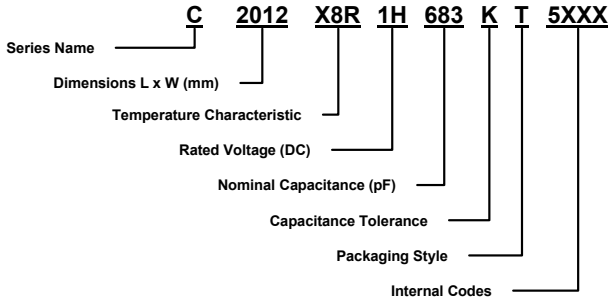 C 2012 X8R 1H 683 K T 5XXX
Series Name
Dimensions L x W (mm)
Temperature Characteristic
Rated Voltage (DC)
Nominal Capacitance (pF)
Capacitance Tolerance
Packaging Style
Internal Codes